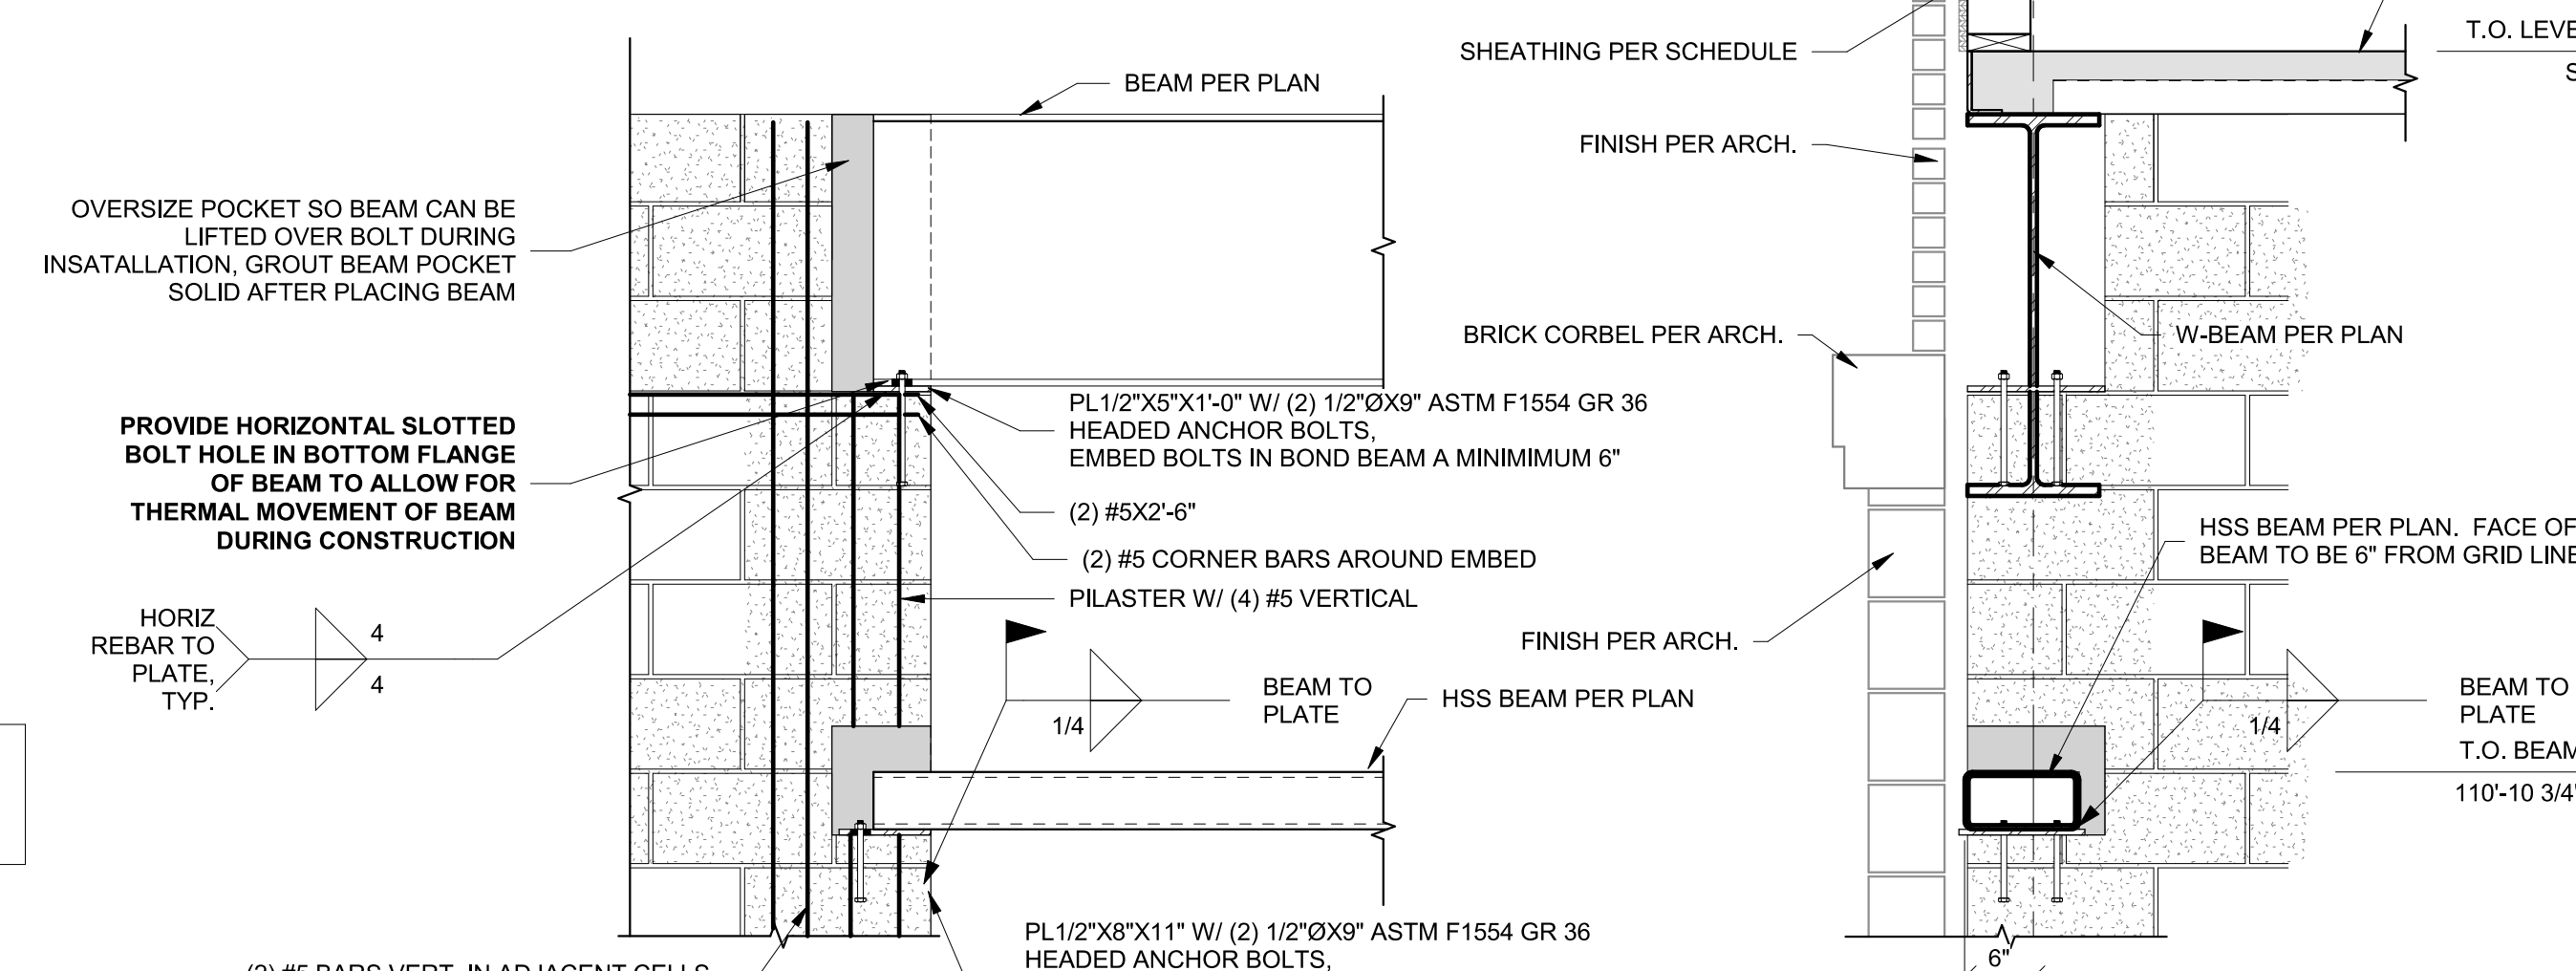 BEAM PER PLAN
OVERSIZE POCKET SO BEAM CAN BE
LIFTED OVER BOLT DURING
INSATALLATION, GROUT BEAM POCKET
SOLID AFTER PLACING BEAM
PROVIDE HORIZONTAL SLOTTED
BOLT HOLE IN BOTTOM FLANGE
OF BEAM TO ALLOW FOR
THERMAL MOVEMENT OF BEAM
DURING CONSTRUCTION
HORIZ
REBAR TO
PLATE,
TYP.
4
4
PL1/2"X5"X1'-0" W/ (2) 1/2"ØX9" ASTM F1554 GR 36
HEADED ANCHOR BOLTS,
EMBED BOLTS IN BOND BEAM A MINIMIMUM 6"
(2) #5X2'-6"
(2) #5 CORNER BARS AROUND EMBED
PILASTER W/ (4) #5 VERTICAL
1/4
BEAM TO
PLATE
HSS BEAM PER PLAN
PL1/2"X8"X11" W/ (2) 1/2"ØX9" ASTM F1554 GR 36
HEADED ANCHOR BOLTS,
(2) #5 BARS VERT. IN ADJACENT CELLS
SHEATHING PER SCHEDULE
FINISH PER ARCH.
BRICK CORBEL PER ARCH.
FINISH PER ARCH.
T.O. LEVE
S
W-BEAM PER PLAN
HSS BEAM PER PLAN. FACE OF
BEAM TO BE 6" FROM GRID LINE
1/4
BEAM TO
PLATE
T.O. BEAM
110'-10 3/4"
6"